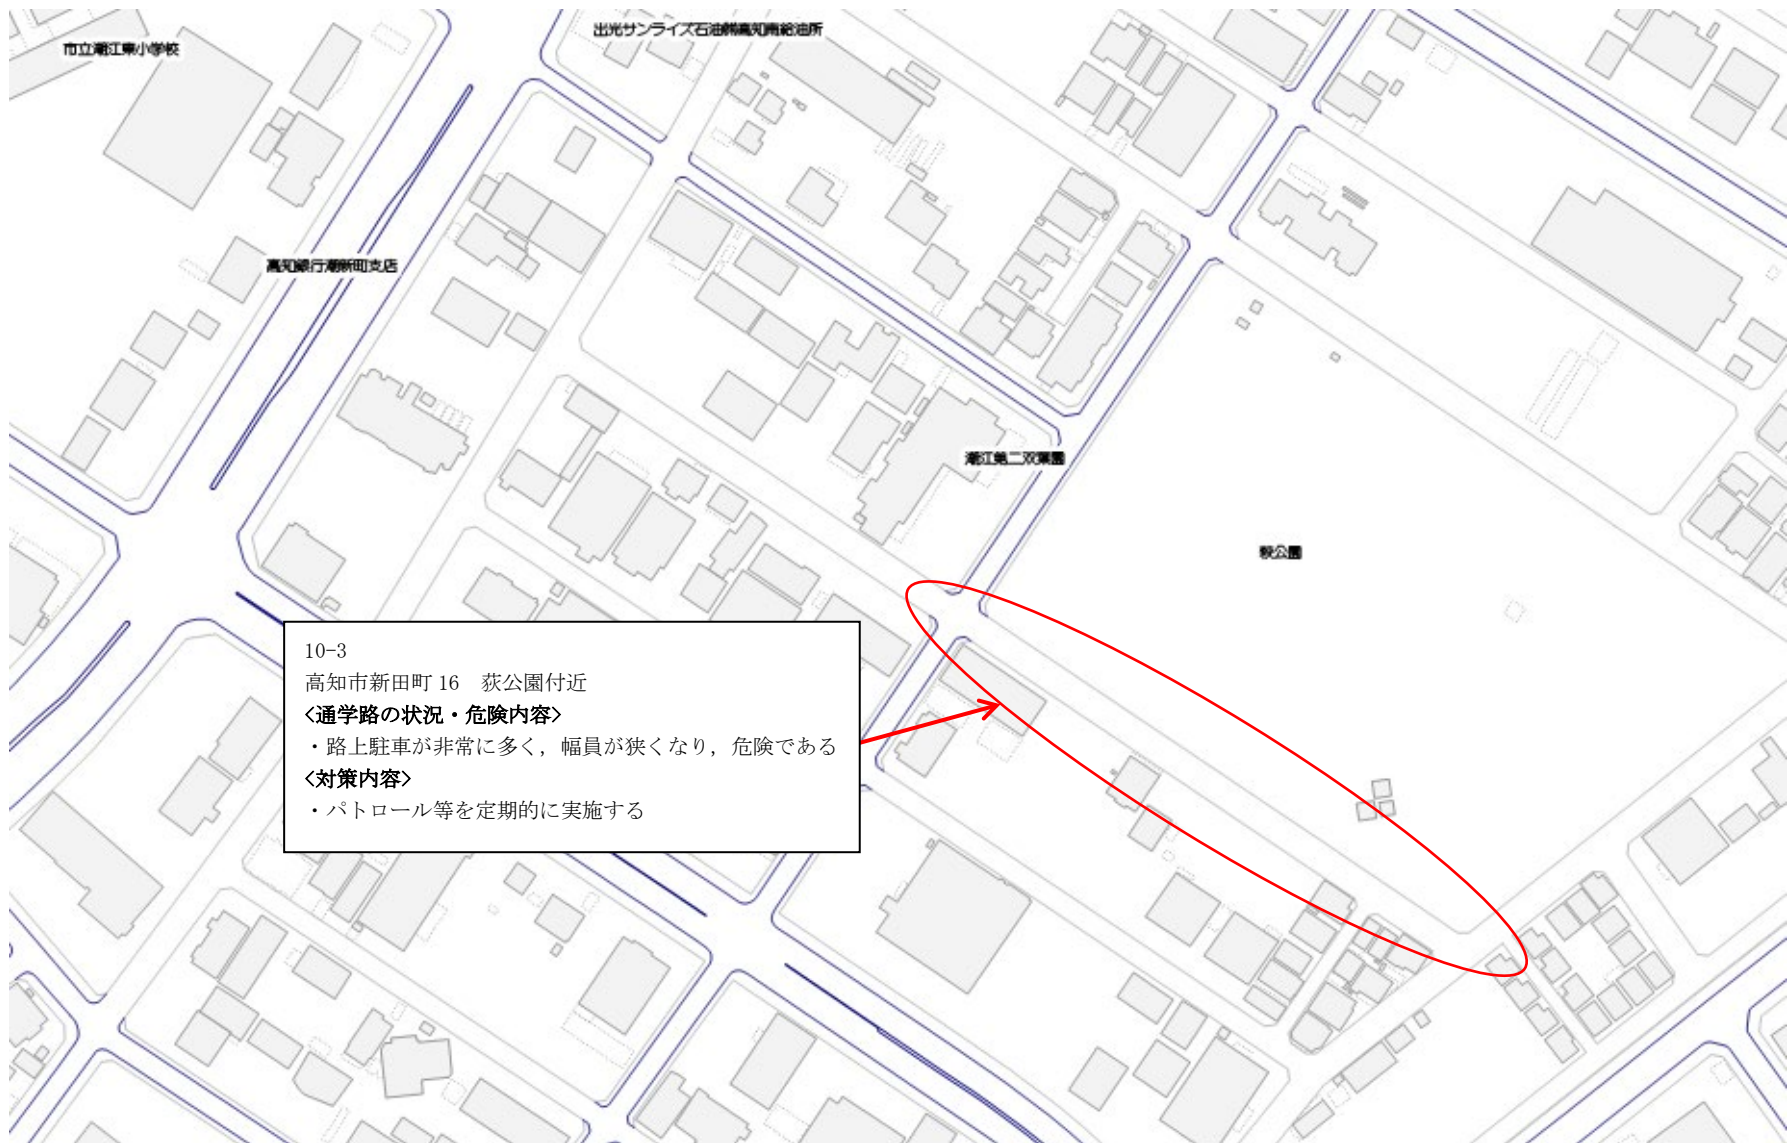 出光サンライズ石油㈱高知南給油所
市立潮江東小学校
高知銀行潮新町支店
潮江第二双葉園
萩公園
10-3
高知市新田町 16　荻公園付近
<通学路の状況・危険内容>
・路上駐車が非常に多く，幅員が狭くなり，危険である
<対策内容>
・パトロール等を定期的に実施する